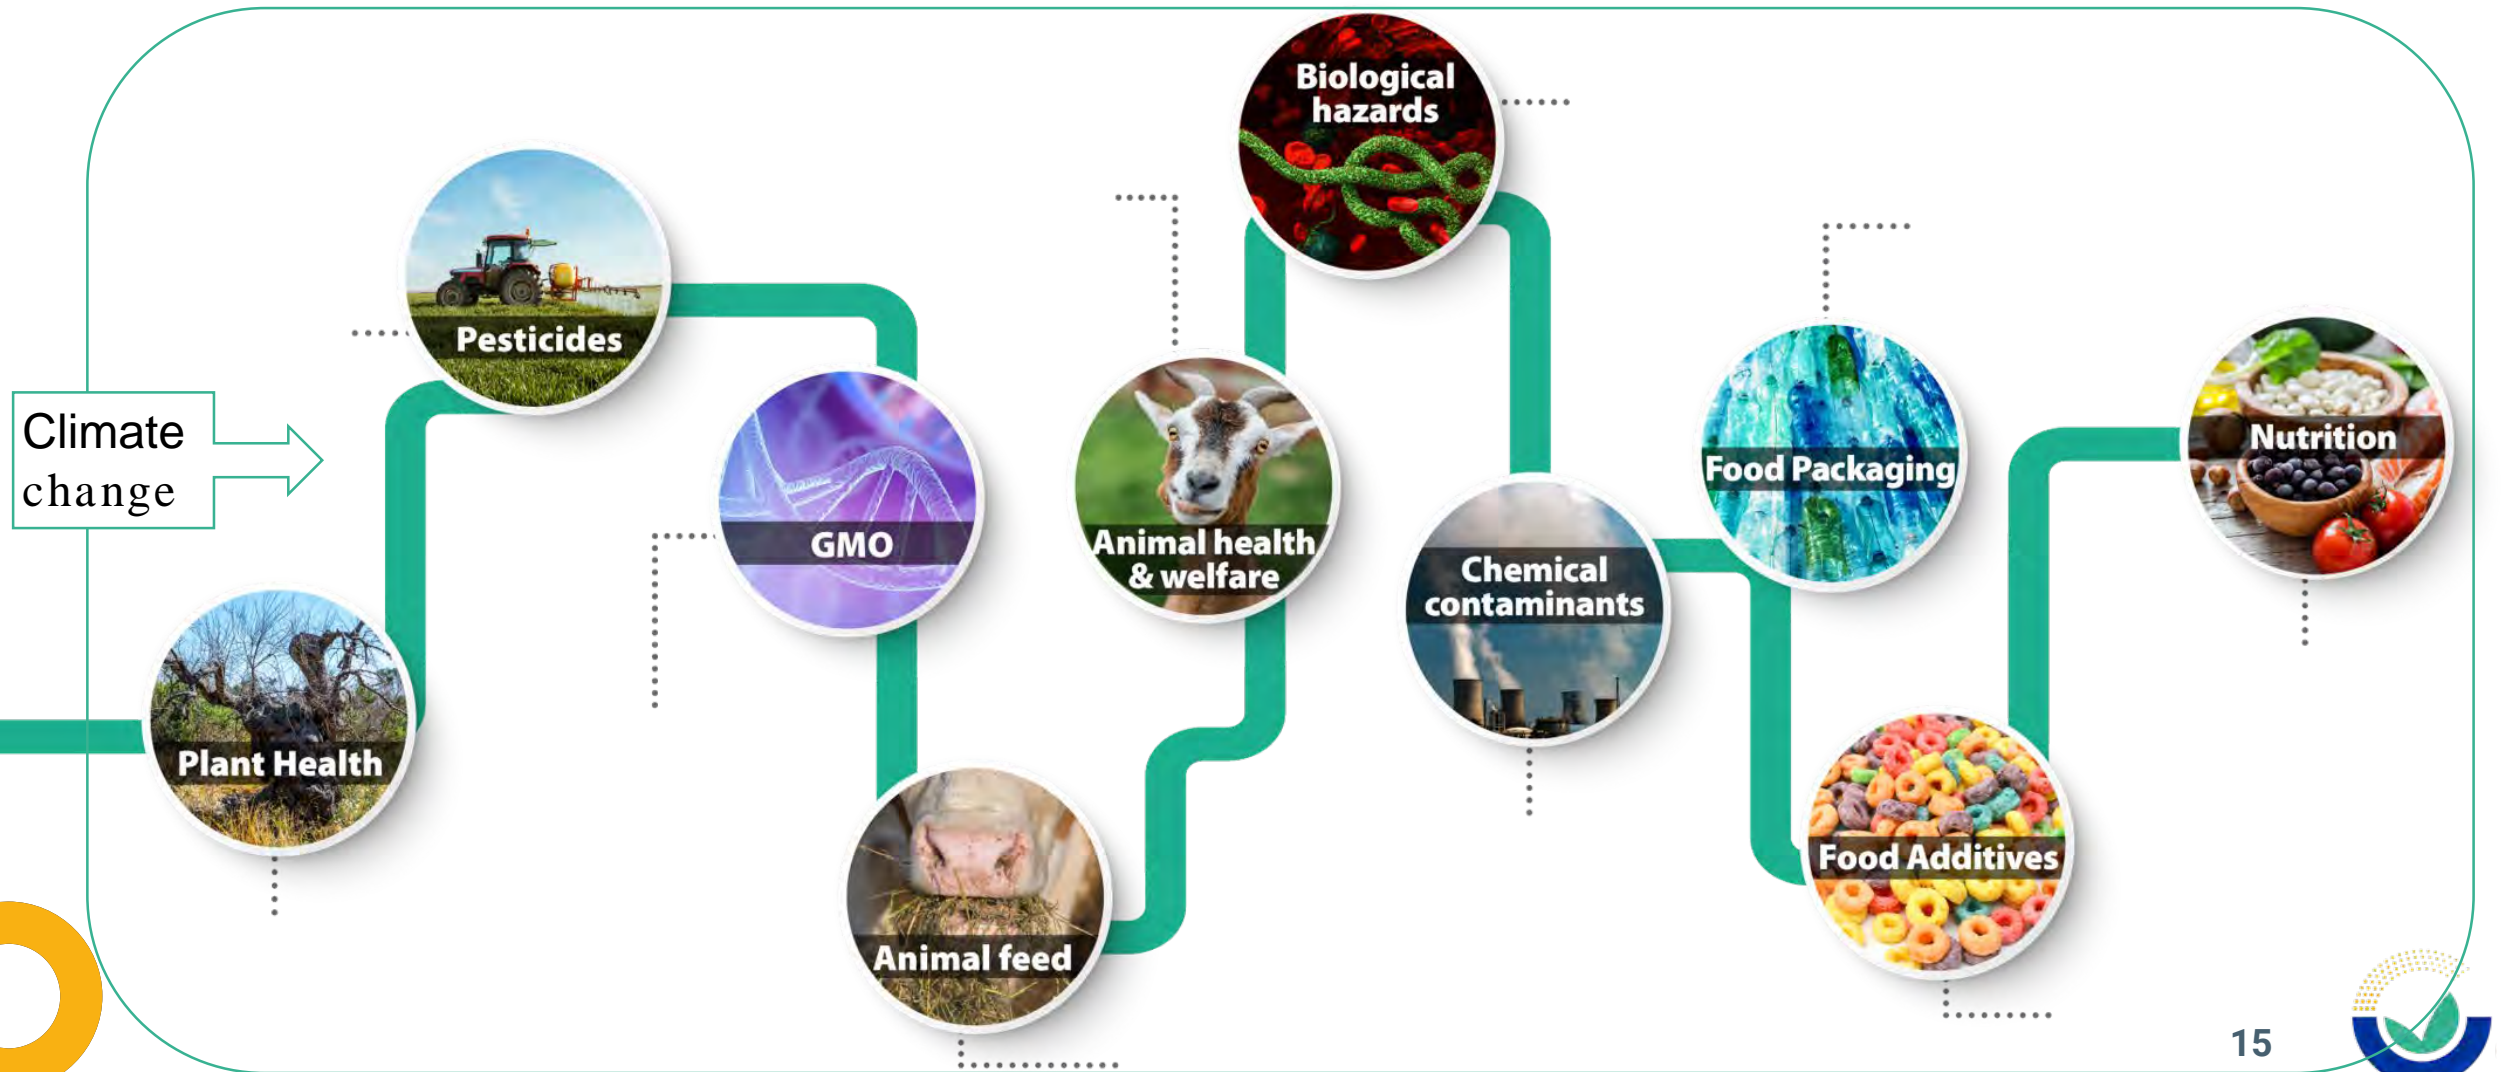 Climate
change
Plant Health
Pesticides
GMO
Animal feed
Animal health
& welfare
Biological
hazards
Chemical
contaminants
Food Packaging
Food Additives
Nutrition
15